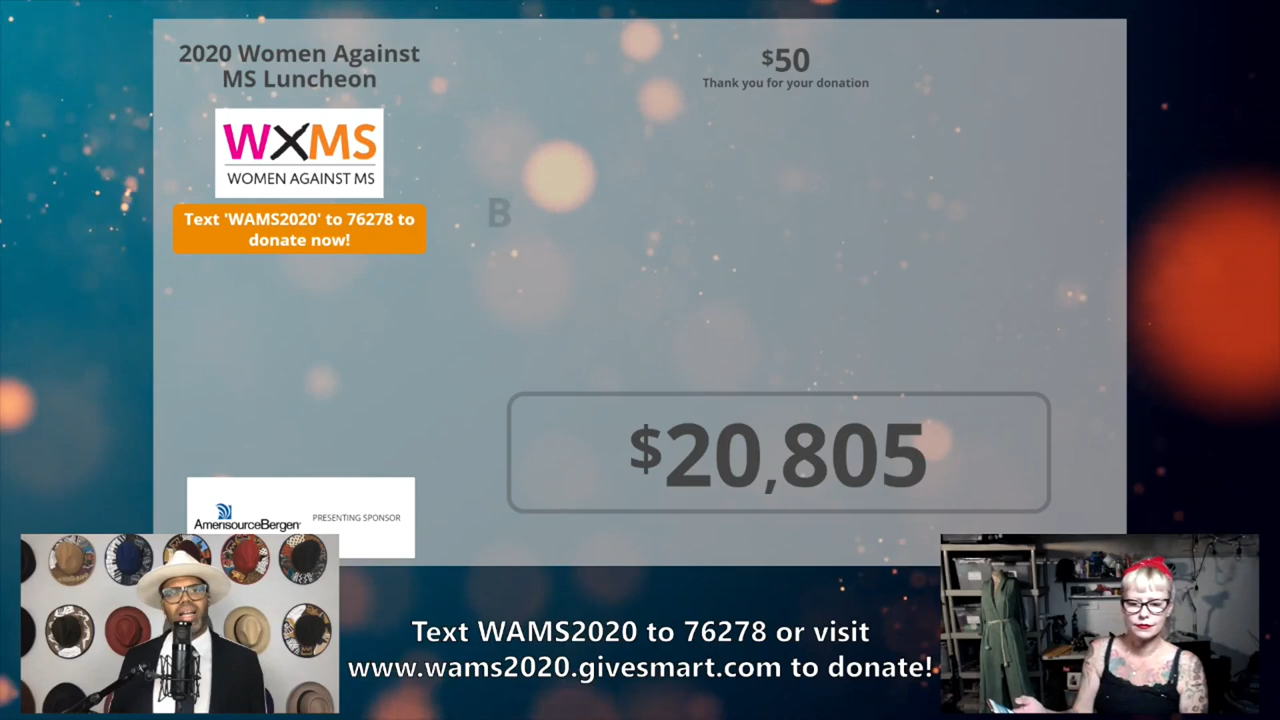 2020 Women Against
MS Luncheon
WXMS
WOMEN AGAINST MS
Text 'WAMS2020' to 76278 to
donate now!
$50
Thank you for your donation
B
$20,805
AmerisourceBergen
PRESENTING SPONSOR
Text WAMS2020 to 76278 or visit
www.wams2020.givesmart.com to donate!